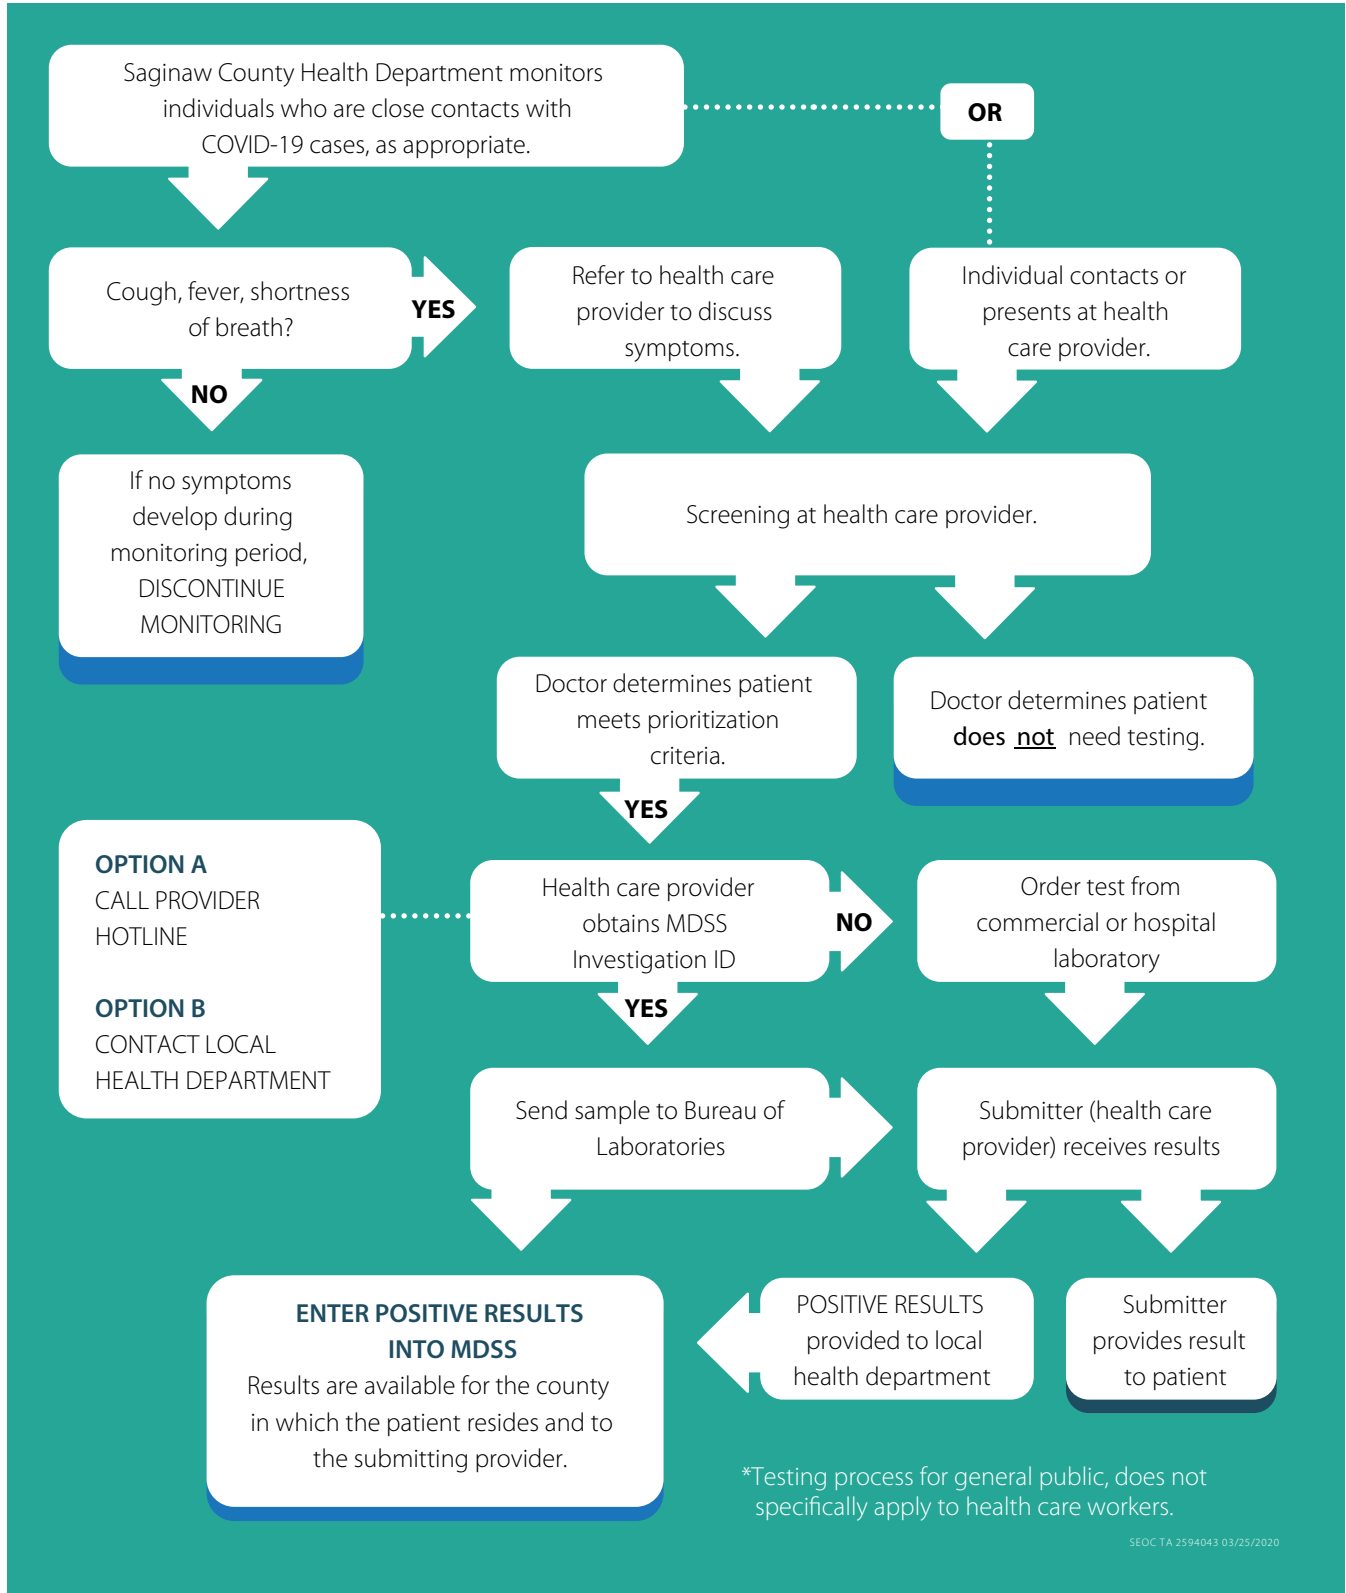 Saginaw County Health Department monitors
individuals who are close contacts with
COVID-19 cases, as appropriate.
OR
Cough, fever, shortness
of breath?
YES
NO
Refer to health care
provider to discuss
symptoms.
Individual contacts or
presents at health
care provider.
If no symptoms
develop during
monitoring period,
DISCONTINUE
MONITORING
Screening at health care provider.
Doctor determines patient
meets prioritization
criteria.
YES
Doctor determines patient
does not need testing.
OPTION A
CALL PROVIDER
HOTLINE
OPTION B
CONTACT LOCAL
HEALTH DEPARTMENT
Health care provider
obtains MDSS
Investigation ID
NO
YES
Order test from
commercial or hospital
laboratory
Send sample to Bureau of
Laboratories
Submitter (health care
provider) receives results
ENTER POSITIVE RESULTS
INTO MDSS
Results are available for the county
in which the patient resides and to
the submitting provider.
POSITIVE RESULTS
provided to local
health department
Submitter
provides result
to patient
*Testing process for general public, does not
specifically apply to health care workers.
SEOC TA 2594043 03/25/2020